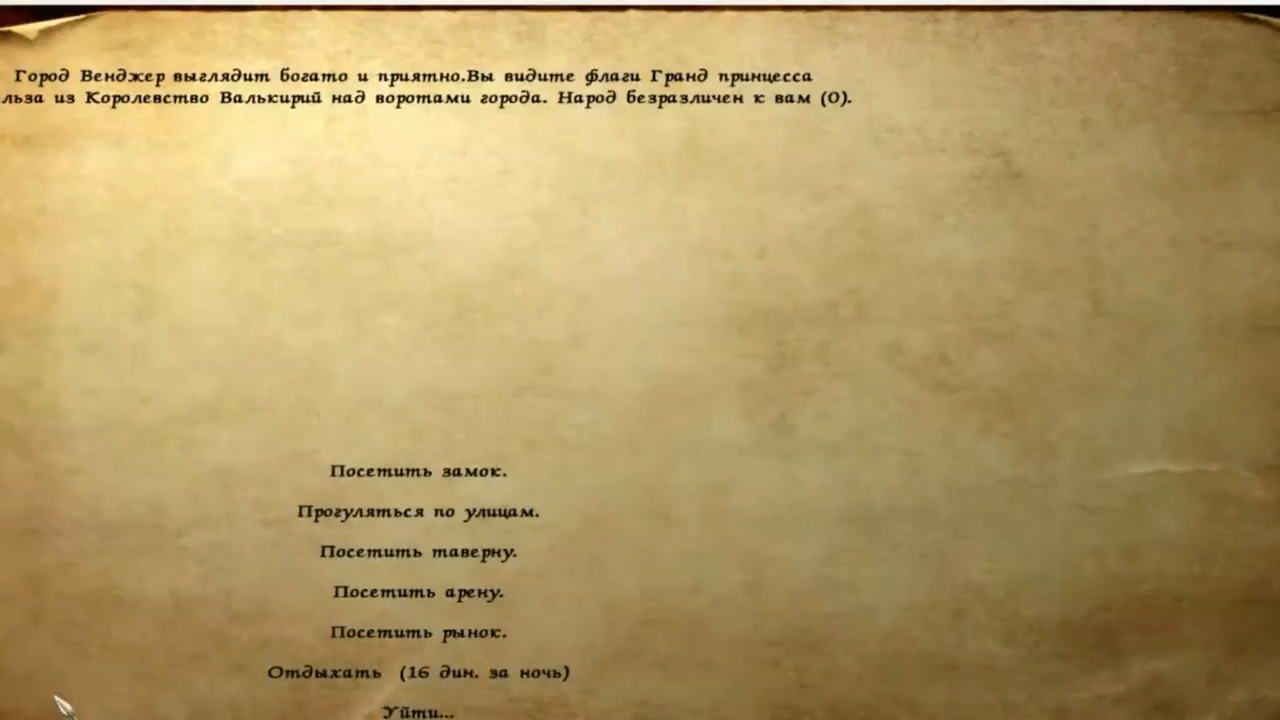 Город Венджер выглядит богато и приятно.Вы видите флаги Гранд принцесса
из Королевство Валькирий над воротами города. Народ безразличен к вам (0).
Посетить замок.
Прогуляться по улицам.
Посетить таверну.
Посетить арену.
Посетить рынок.
Отдыхать (16 дин. за ночь)
Уйти...